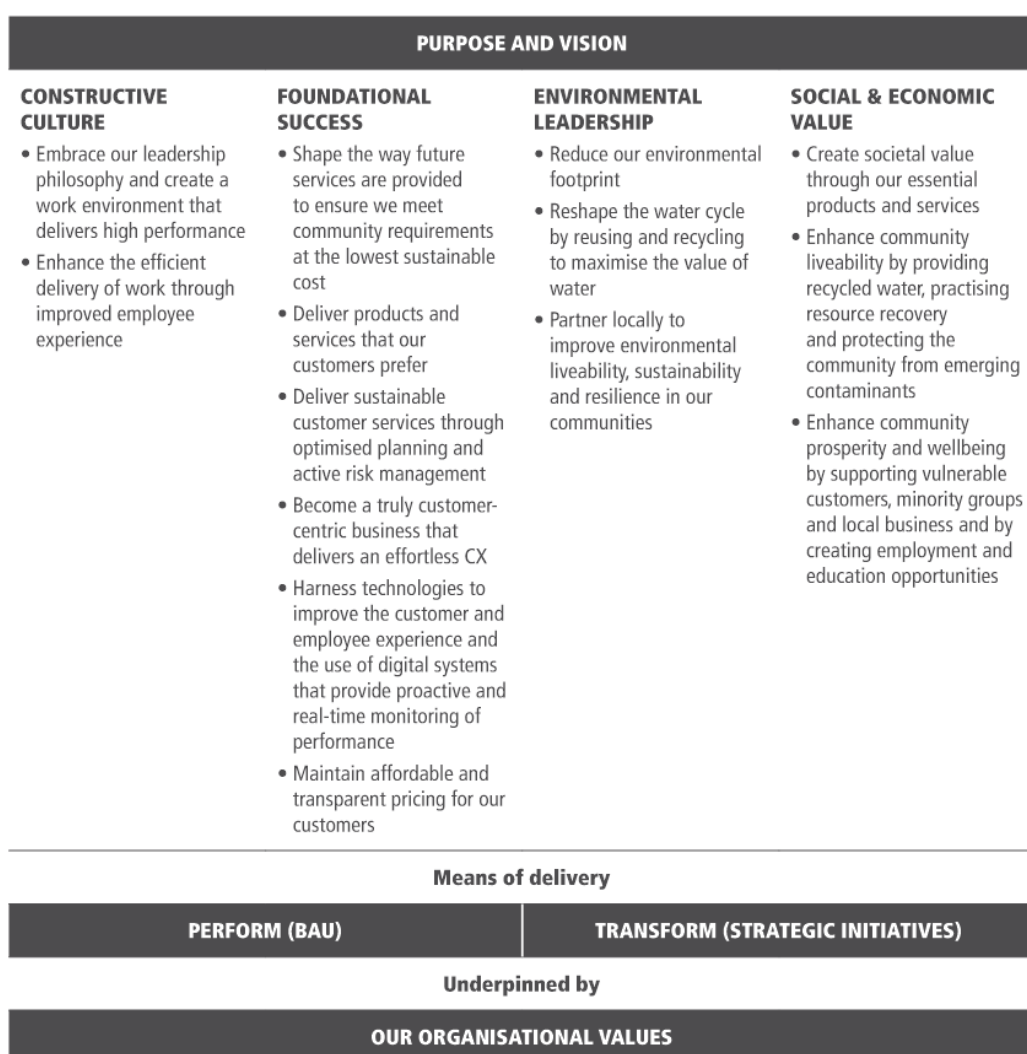 PURPOSE AND VISION
CONSTRUCTIVE
CULTURE
• Embrace our leadership
philosophy and create a
work environment that
delivers high performance
• Enhance the efficient
delivery of work through
improved employee
experience
FOUNDATIONAL
SUCCESS
• Shape the way future
services are provided
to ensure we meet
community requirements
at the lowest sustainable
cost
• Deliver products and
services that our
customers prefer
• Deliver sustainable
customer services through
optimised planning and
active risk management
• Become a truly customer-
centric business that
delivers an effortless CX
• Harness technologies to
improve the customer and
employee experience and
the use of digital systems
that provide proactive and
real-time monitoring of
performance
• Maintain affordable and
transparent pricing for our
customers
ENVIRONMENTAL
LEADERSHIP
• Reduce our environmental
footprint
• Reshape the water cycle
by reusing and recycling
to maximise the value of
water
• Partner locally to
improve environmental
liveability, sustainability
and resilience in our
communities
SOCIAL & ECONOMIC
VALUE
• Create societal value
through our essential
products and services
• Enhance community
liveability by providing
recycled water, practising
resource recovery
and protecting the
community from emerging
contaminants
• Enhance community
prosperity and wellbeing
by supporting vulnerable
customers, minority groups
and local business and by
creating employment and
education opportunities
Means of delivery
PERFORM (BAU)
TRANSFORM (STRATEGIC INITIATIVES)
Underpinned by
OUR ORGANISATIONAL VALUES